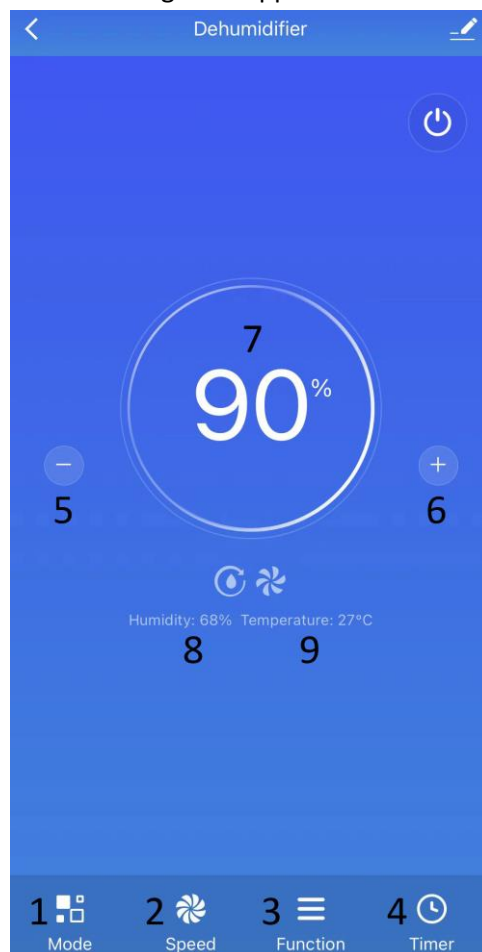 Dehumidifier
7
90%
− +
5 6
Humidity: 68% Temperature: 27°C
8 9
1 2 3 4
Mode Speed Function Timer